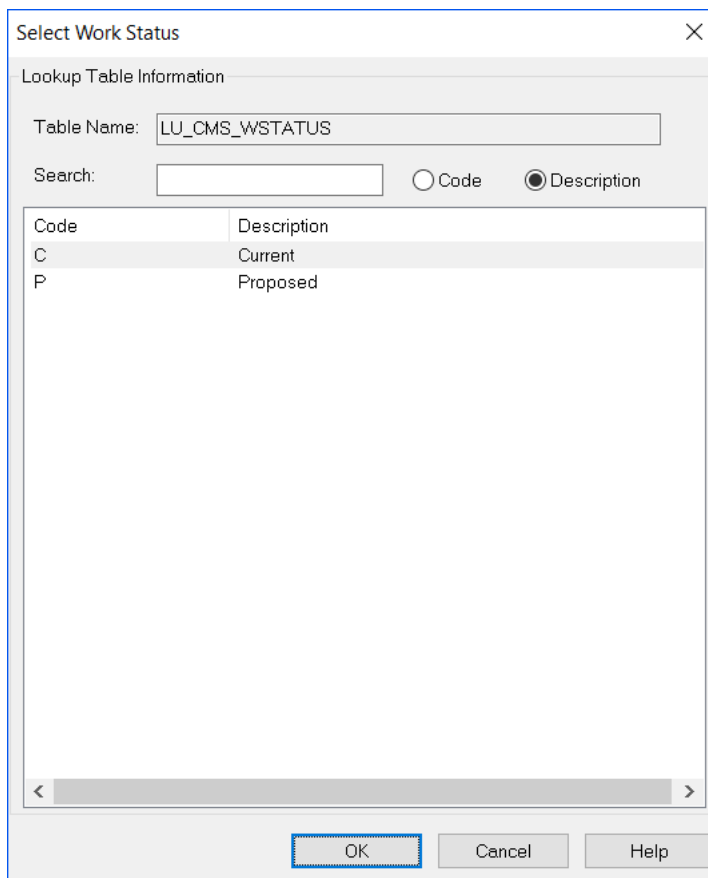 Select Work Status
Lookup Table Information
Table Name: LU_CMS_WSTATUS
Search: Code Description
Code Description
C Current
P Proposed
OK Cancel Help